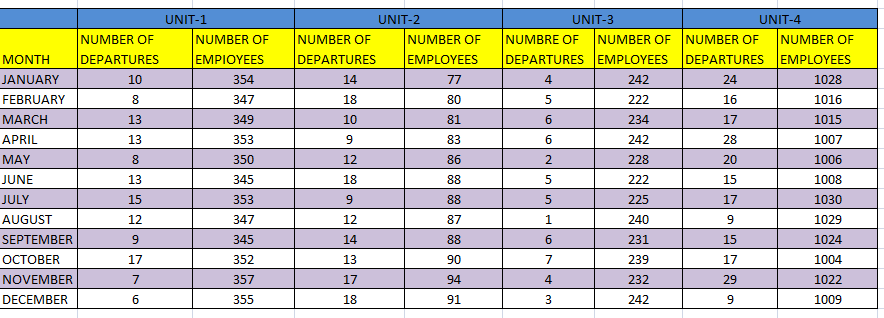 UNIT-1 UNIT-2 UNIT-3 UNIT-4
NUMBER OF NUMBER OF NUMBER OF NUMBER OF NUMBRE OF NUMBER OF NUMBER OF NUMBER OF
MONTH DEPARTURES EMPIOYEES DEPARTURES EMPLOYEES DEPARTURES EMPLOYEES DEPARTURES EMPLOYEES
JANUARY 10 354 14 77 4 242 24 1028
FEBRUARY 8 347 18 80 5 222 16 1016
MARCH 13 349 10 81 6 234 17 1015
APRIL 13 353 9 83 6 242 28 1007
MAY 8 350 12 86 2 228 20 1006
JUNE 13 345 18 88 5 222 15 1008
JULY 15 353 9 88 5 225 17 1030
AUGUST 12 347 12 87 1 240 9 1029
SEPTEMBER 9 345 14 88 6 231 15 1024
OCTOBER 17 352 13 90 7 239 17 1004
NOVEMBER 7 357 17 94 4 232 29 1022
DECEMBER 6 355 18 91 3 242 9 1009